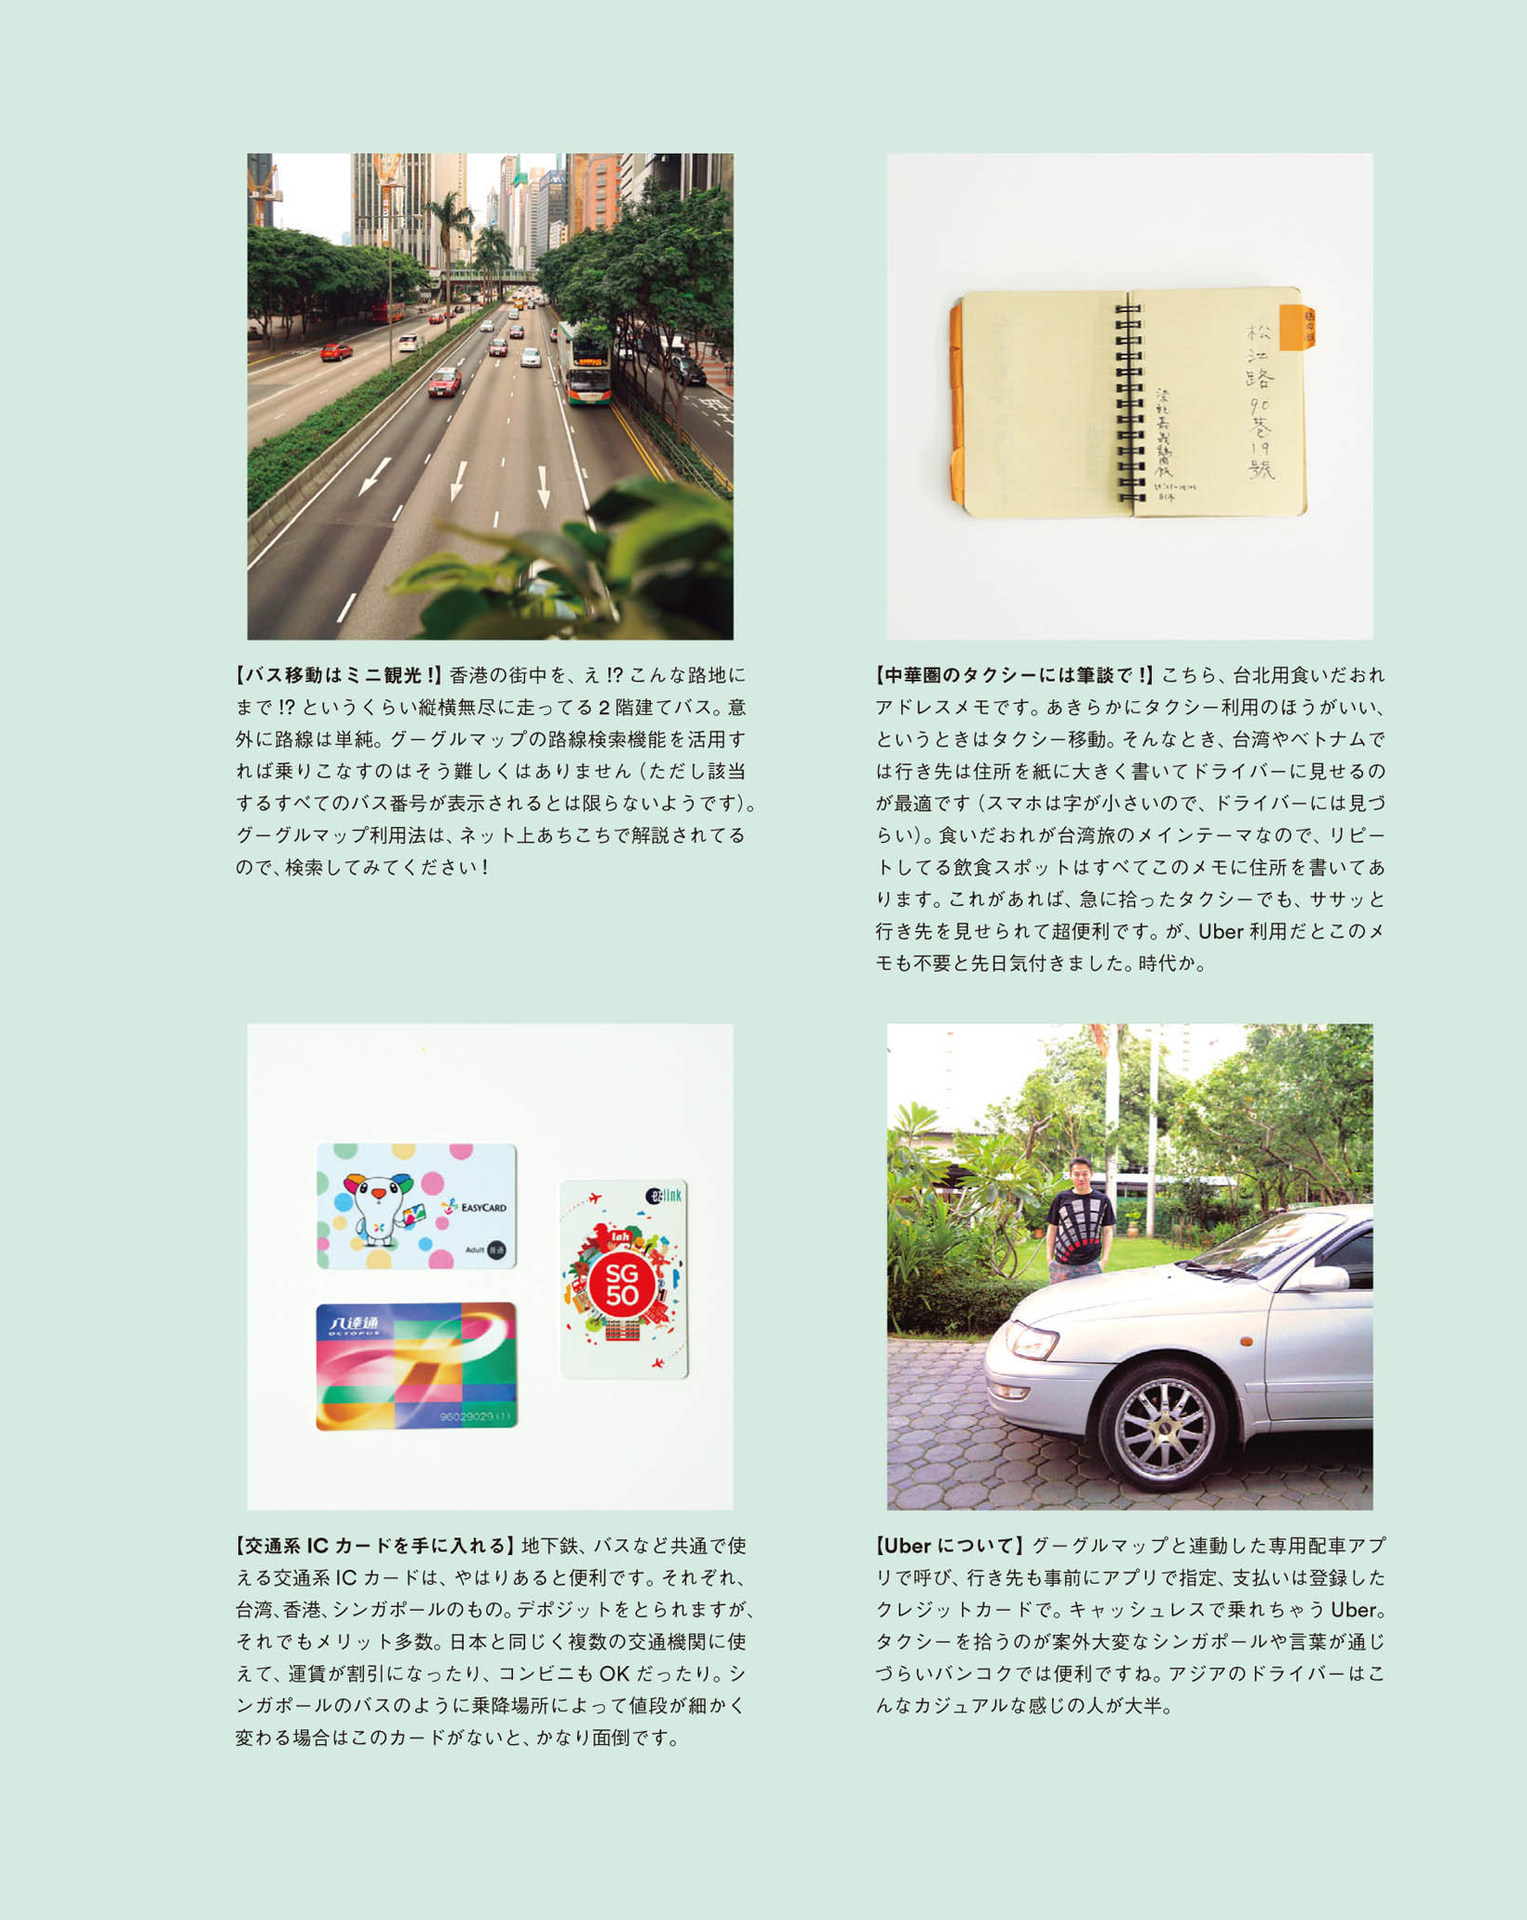 松江路90巷19號
【バス移動はミニ観光!】香港の街中を、え!?こんな路地に
まで!?というくらい縦横無尽に走ってる2階建てバス。意
外に路線は単純。グーグルマップの路線検索機能を活用す
れば乗りこなすのはそう難しくはありません（ただし該当
するすべてのバス番号が表示されるとは限らないようです）。
グーグルマップ利用法は、ネット上あちこちで解説されてる
ので、検索してみてください!
【中華圏のタクシーには筆談で!】こちら、台北用食いだおれ
アドレスメモです。あきらかにタクシー利用のほうがいい、
というときはタクシー移動。そんなとき、台湾やベトナムで
は行き先は住所を紙に大きく書いてドライバーに見せるの
が最適です（スマホは字が小さいので、ドライバーには見づ
らい）。食いだおれが台湾旅のメインテーマなので、リピー
トしてる飲食スポットはすべてこのメモに住所を書いてあ
ります。これがあれば、急に拾ったタクシーでも、ササッと
行き先を見せられて超便利です。が、Uber利用だとこのメ
モも不要と先日気付きました。時代か。
EASYCARD
Adult 普通
八達通
OCTOPUS
96029029(1)
ez-link
lah
SG
50
【交通系ICカードを手に入れる】地下鉄、バスなど共通で使
える交通系ICカードは、やはりあると便利です。それぞれ、
台湾、香港、シンガポールのもの。デポジットをとられますが、
それでもメリット多数。日本と同じく複数の交通機関に使
えて、運賃が割引になったり、コンビニもOKだったり。シ
ンガポールのバスのように乗降場所によって値段が細かく
変わる場合はこのカードがないと、かなり面倒です。
【Uberについて】グーグルマップと連動した専用配車アプ
リで呼び、行き先も事前にアプリで指定、支払いは登録した
クレジットカードで。キャッシュレスで乗れちゃうUber。
タクシーを拾うのが案外大変なシンガポールや言葉が通じ
づらいバンコクでは便利ですね。アジアのドライバーはこ
んなカジュアルな感じの人が大半。